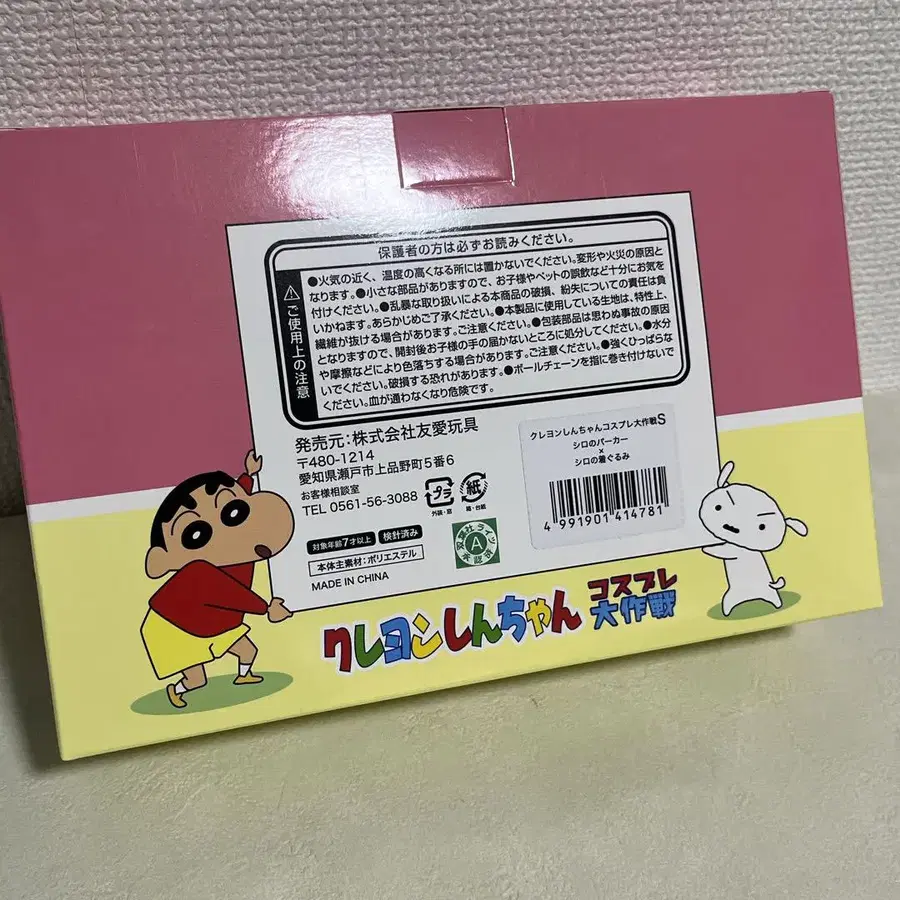 保護者の方は必ずお読みください。
⚠ご使用上の注意
●火気の近く、温度の高くなる所には置かないでください。変形や火災の原因と
なります。●小さな部品がありますので、お子様やペットの誤飲など十分にお気を
付けください。●乱暴な取り扱いによる本商品の破損、紛失についての責任は負
いかねます。あらかじめご了承ください。●本製品に使用している生地は、特性上、
繊維が抜ける場合があります。ご注意ください。●包装部品は思わぬ事故の原因
となりますので、開封後お子様の手の届かないところに処分してください。●水分
や摩擦などにより色落ちする場合があります。ご注意ください。●強くひっぱらな
いでください。破損する恐れがあります。●ボールチェーンを指に巻き付けないで
ください。血が通わなくなり危険です。
発売元:株式会社友愛玩具
〒480-1214
愛知県瀬戸市上品野町5番6
お客様相談室
TEL 0561-56-3088
プラ
外装・窓
紙
箱・台紙
対象年齢7才以上
検針済み
本体主素材:ポリエステル
MADE IN CHINA
A
クレヨンしんちゃんコスプレ大作戦S
シロのパーカー
×
シロの着ぐるみ
4 991901 414781
クレヨンしんちゃん
コスプレ
大作戦